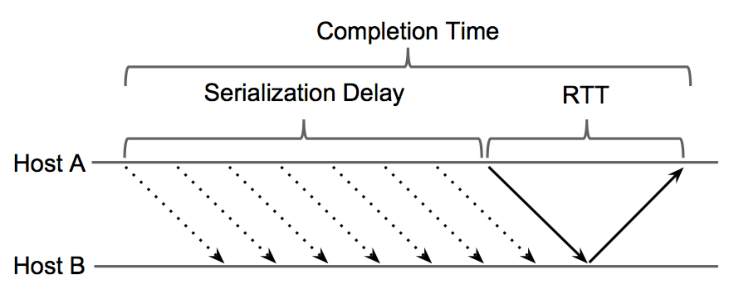 Completion Time
Serialization Delay
RTT
Host A
Host B